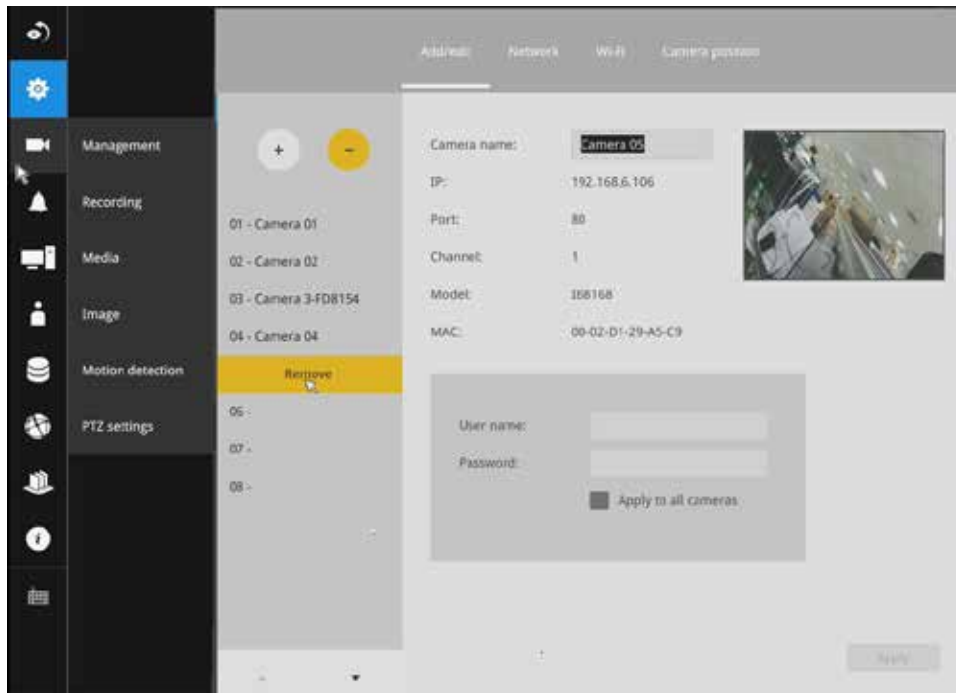 Add/edit Network Wi-Fi Camera position
Management
Recording
Media
Image
Motion detection
PTZ settings
+ -
01 - Camera 01
02 - Camera 02
03 - Camera 3-FD8154
04 - Camera 04
Remove
06 -
07 -
08 -
Camera name: Camera 05
IP: 192.168.6.106
Port: 80
Channel: 1
Model: IB8168
MAC: 00-02-D1-29-A5-C9
User name:
Password:
Apply to all cameras
Apply